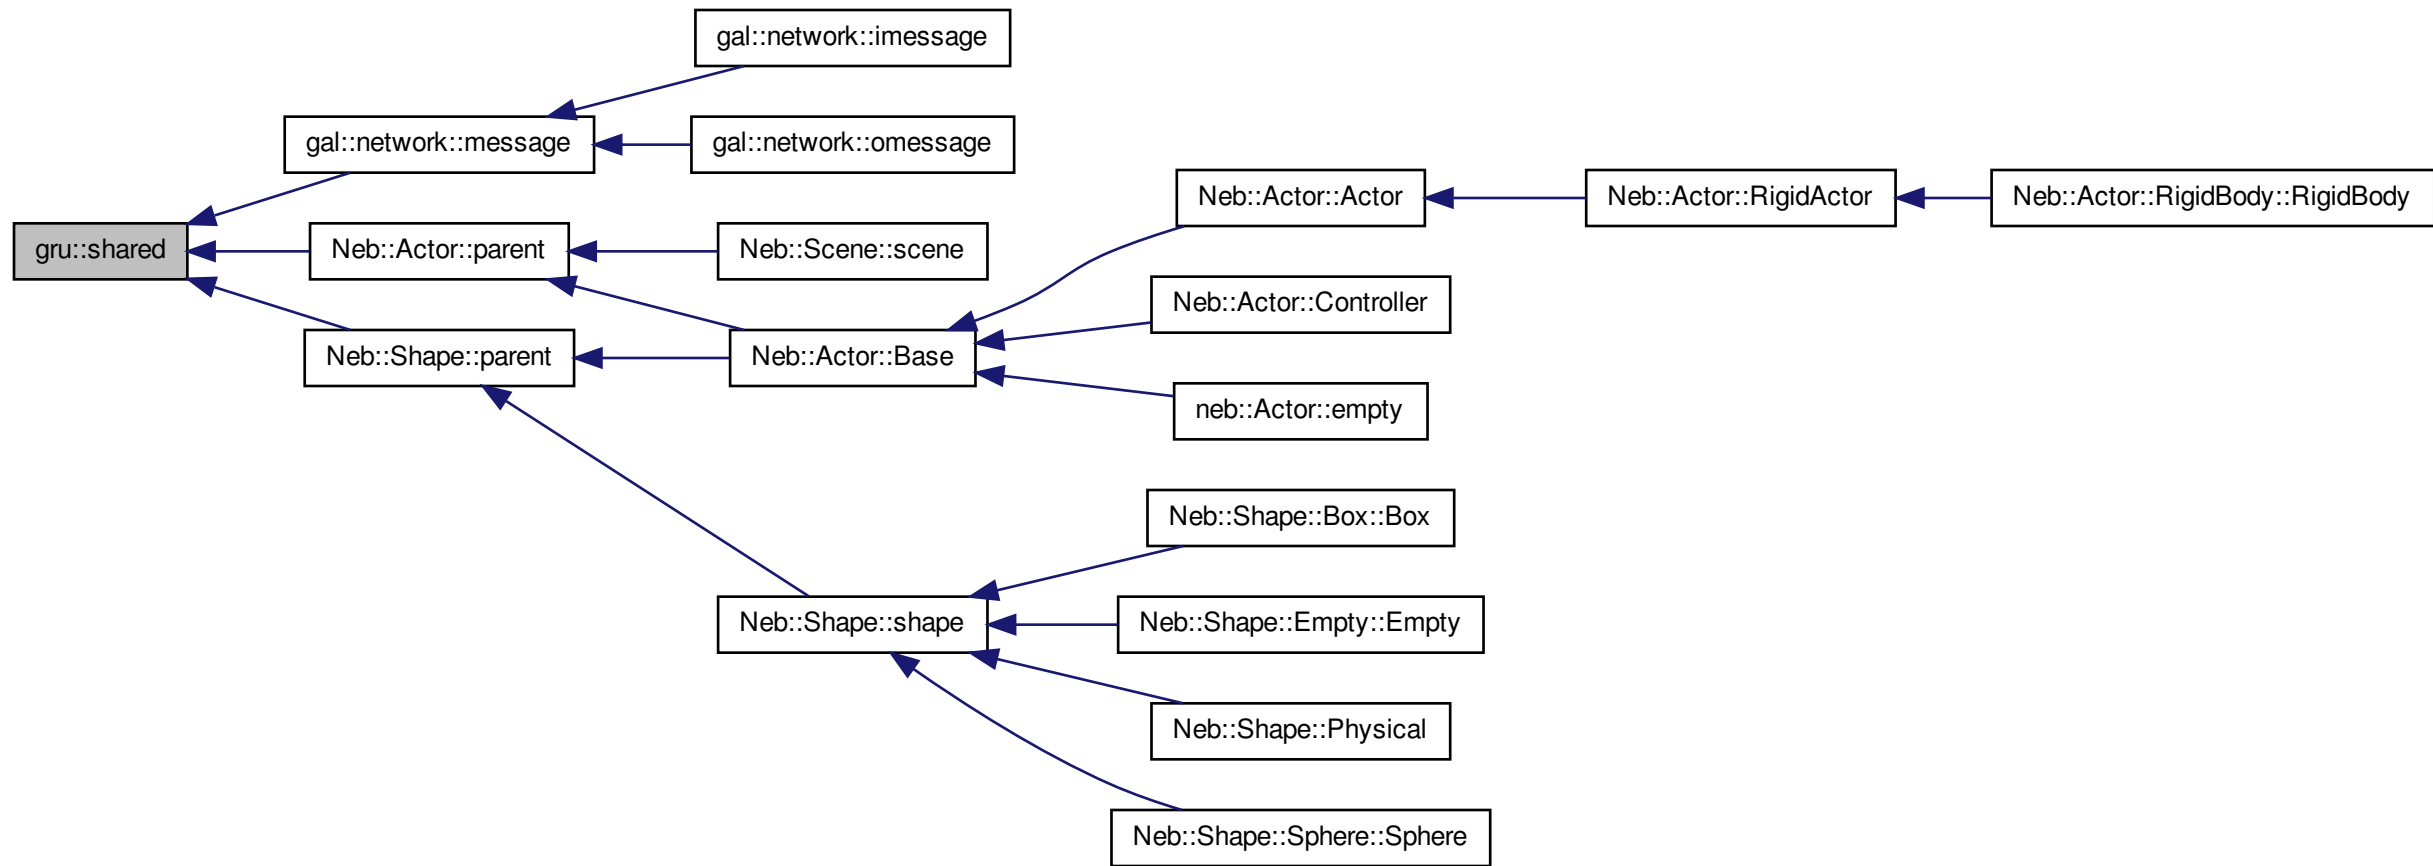 gal::network::imessage
gal::network::message
gal::network::omessage
Neb::Actor::Actor
Neb::Actor::RigidActor
Neb::Actor::RigidBody::RigidBody
gru::shared
Neb::Actor::parent
Neb::Scene::scene
Neb::Actor::Controller
Neb::Shape::parent
Neb::Actor::Base
neb::Actor::empty
Neb::Shape::Box::Box
Neb::Shape::shape
Neb::Shape::Empty::Empty
Neb::Shape::Physical
Neb::Shape::Sphere::Sphere